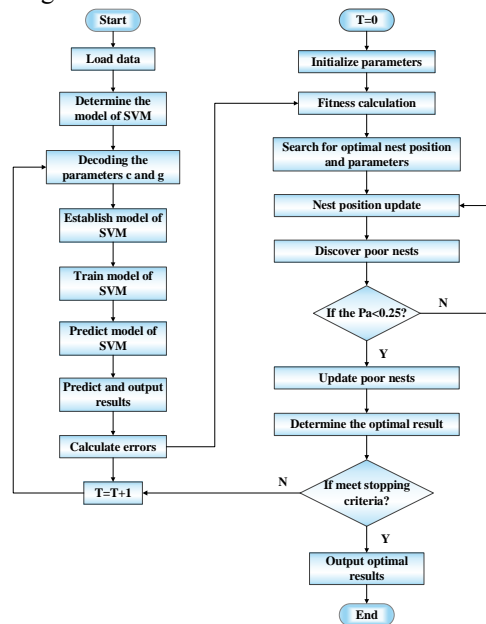 Start
Load data
Determine the
model of SVM
Decoding the
parameters c and g
Establish model of
SVM
Train model of
SVM
Predict model of
SVM
Predict and output
results
Calculate errors
T=T+1
T=0
Initialize parameters
Fitness calculation
Search for optimal nest position
and parameters
Nest position update
Discover poor nests
If the Pa<0.25?
N
Y
Update poor nests
Determine the optimal result
N
If meet stopping
criteria?
Y
Output optimal
results
End